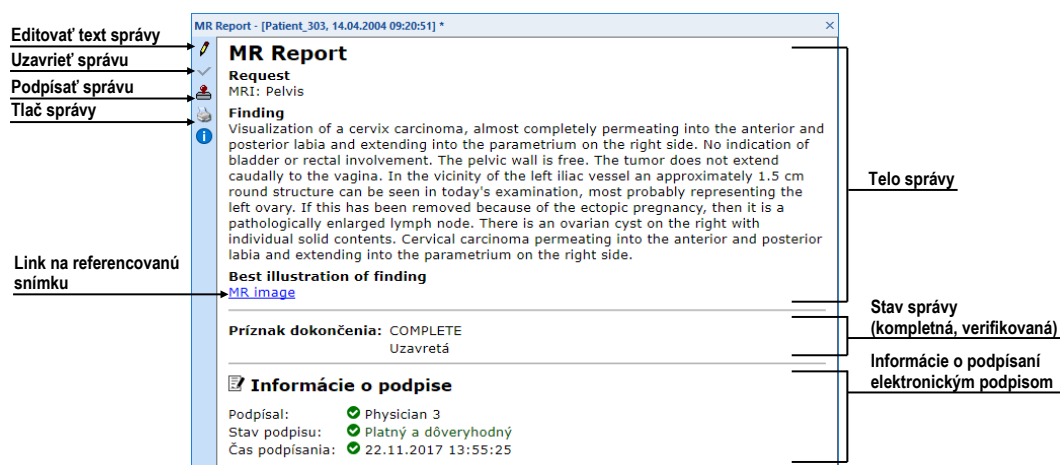 MR Report - [Patient_303, 14.04.2004 09:20:51] *
Editovať text správy
Uzavrieť správu
Podpísať správu
Tlač správy
MR Report
Request
MRI: Pelvis
Finding
Visualization of a cervix carcinoma, almost completely permeating into the anterior and
posterior labia and extending into the parametrium on the right side. No indication of
bladder or rectal involvement. The pelvic wall is free. The tumor does not extend
caudally to the vagina. In the vicinity of the left iliac vessel an approximately 1.5 cm
round structure can be seen in today's examination, most probably representing the
left ovary. If this has been removed because of the ectopic pregnancy, then it is a
pathologically enlarged lymph node. There is an ovarian cyst on the right with
individual solid contents. Cervical carcinoma permeating into the anterior and posterior
labia and extending into the parametrium on the right side.
Telo správy
Link na referencovanú
snímku
Best illustration of finding
MR image
Príznak dokončenia: COMPLETE
Uzavretá
Stav správy
(kompletná, verifikovaná)
Informácie o podpísaní
elektronickým podpisom
Informácie o podpise
Podpísal: Physician 3
Stav podpisu: Platný a dôveryhodný
Čas podpísania: 22.11.2017 13:55:25